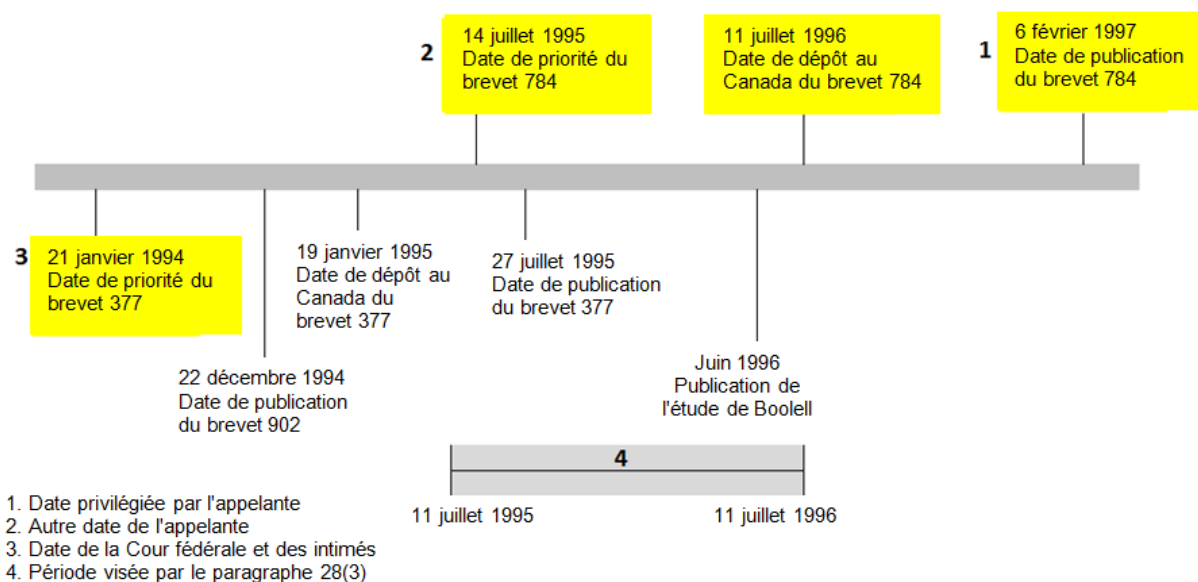 2
14 juillet 1995
Date de priorité du
brevet 784
11 juillet 1996
Date de dépôt au
Canada du brevet 784
1
6 février 1997
Date de publication
du brevet 784
3
21 janvier 1994
Date de priorité du
brevet 377
19 janvier 1995
Date de dépôt au
Canada du
brevet 377
27 juillet 1995
Date de publication
du brevet 377
22 décembre 1994
Date de publication
du brevet 902
Juin 1996
Publication de
l'étude de Boolell
4
11 juillet 1995
11 juillet 1996
1. Date privilégiée par l'appelante
2. Autre date de l'appelante
3. Date de la Cour fédérale et des intimés
4. Période visée par le paragraphe 28(3)